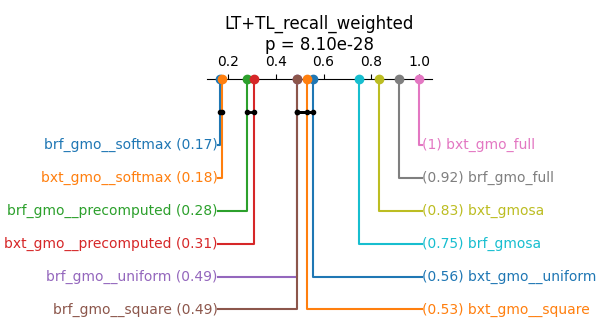 LT+TL_recall_weighted
p = 8.10e-28
0.2 0.4 0.6 0.8 1.0
brf_gmo__softmax (0.17) (1) bxt_gmo_full
bxt_gmo__softmax (0.18) (0.92) brf_gmo_full
brf_gmo__precomputed (0.28) (0.83) bxt_gmosa
bxt_gmo__precomputed (0.31) (0.75) brf_gmosa
brf_gmo__uniform (0.49) (0.56) bxt_gmo__uniform
brf_gmo__square (0.49) (0.53) bxt_gmo__square